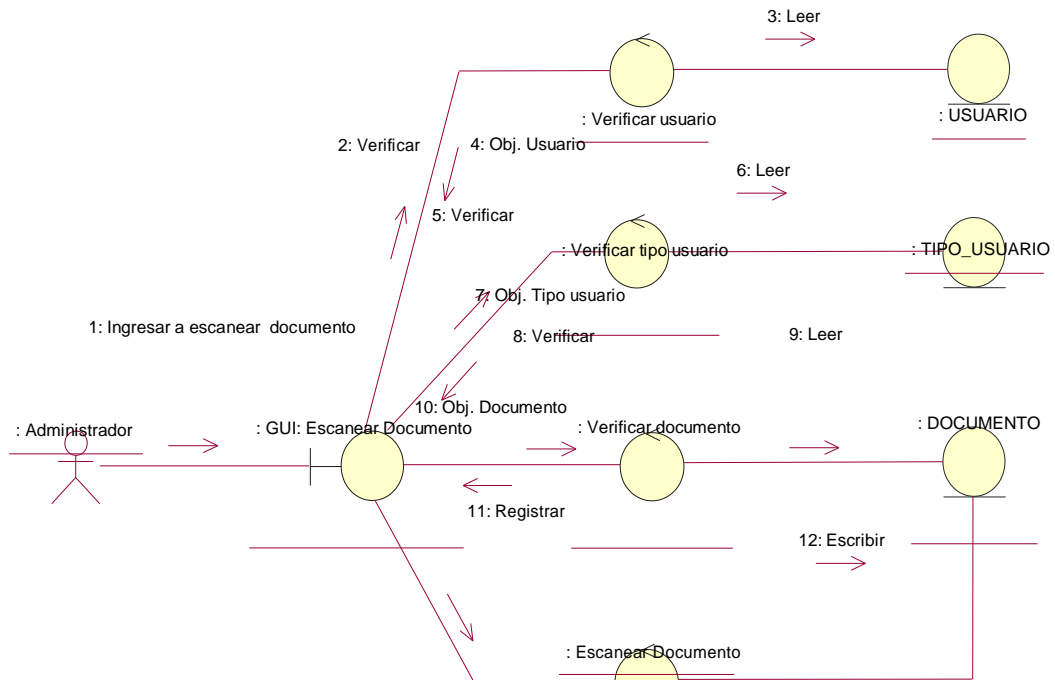 3: Leer
: Verificar usuario
: USUARIO
2: Verificar
4: Obj. Usuario
6: Leer
5: Verificar
: Verificar tipo usuario
: TIPO_USUARIO
7: Obj. Tipo usuario
1: Ingresar a escanear  documento
8: Verificar
9: Leer
10: Obj. Documento
: Administrador
: GUI: Escanear Documento
: Verificar documento
: DOCUMENTO
11: Registrar
12: Escribir
: Escanear Documento